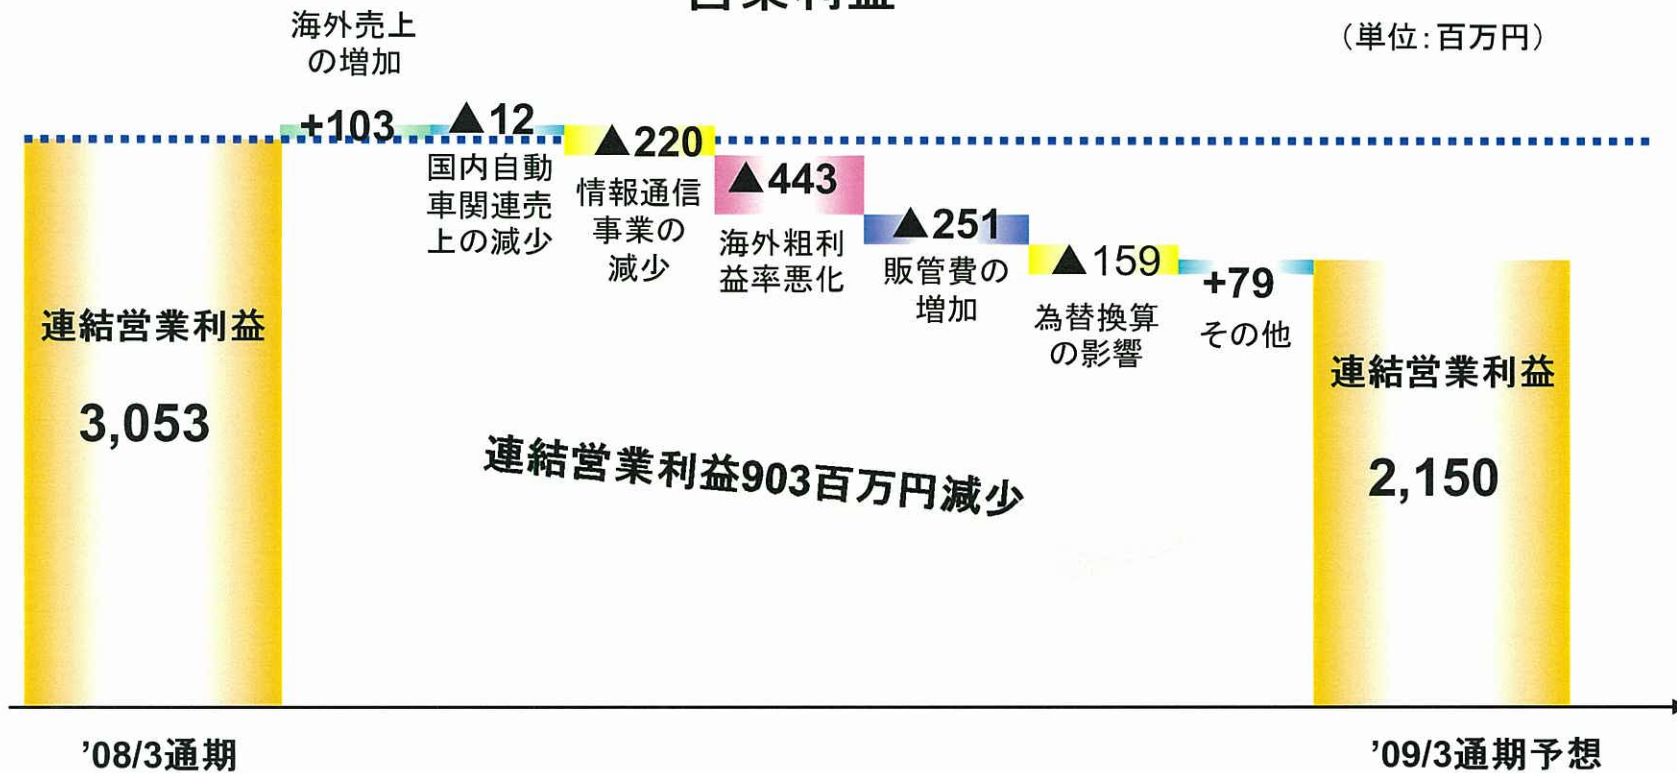 営業利益
(単位:百万円)
海外売上
の増加
+103
▲12
国内自動
車関連売
上の減少
▲220
情報通信
事業の
減少
▲443
海外粗利
益率悪化
▲251
販管費の
増加
▲159
為替換算
の影響
+79
その他
連結営業利益
3,053
連結営業利益903百万円減少
連結営業利益
2,150
’08/3通期
’09/3通期予想